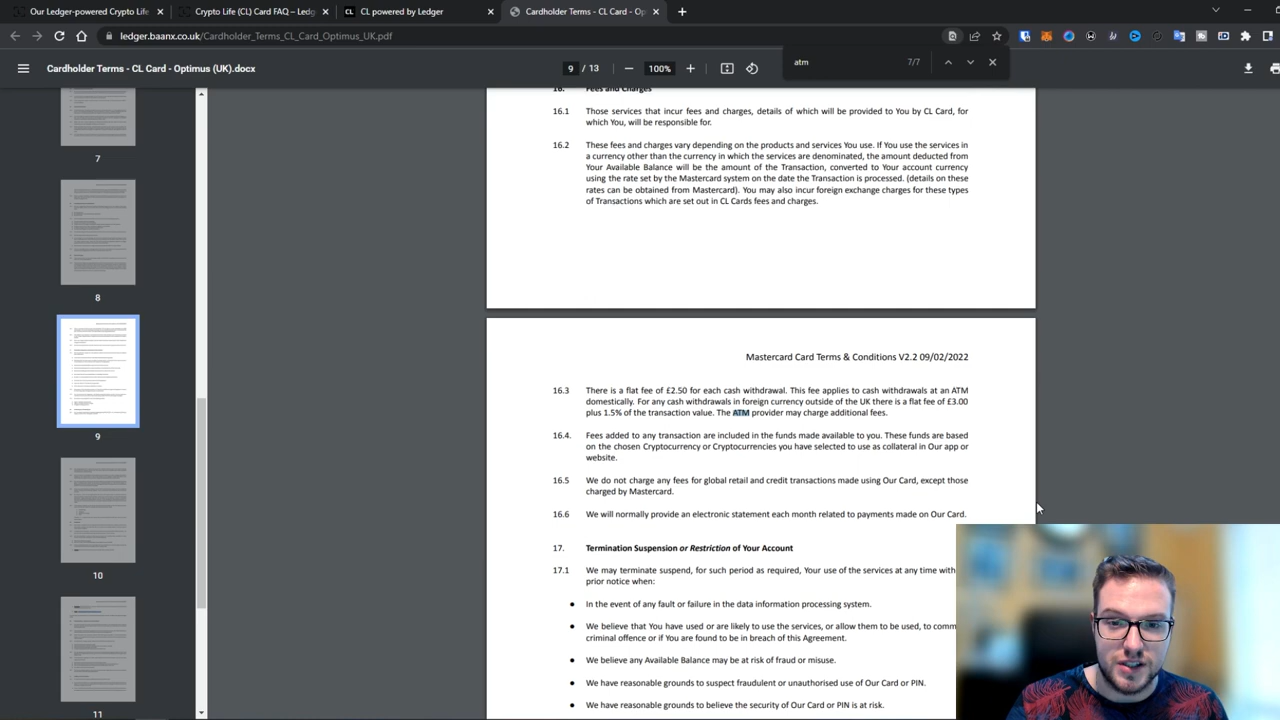 Our Ledger-powered Crypto Life
Crypto Life (CL) Card FAQ – Ledg
CL
CL powered by Ledger
Cardholder Terms - CL Card - Op
ledger.baanx.co.uk/Cardholder_Terms_CL_Card_Optimus_UK.pdf
Cardholder Terms - CL Card - Optimus (UK).docx
9 / 13
100%
atm
7/7
7
8
9
10
11
16. Fees and Charges
16.1 Those services that incur fees and charges, details of which will be provided to You by CL Card, for
which You, will be responsible for.
16.2 These fees and charges vary depending on the products and services You use. If You use the services in
a currency other than the currency in which the services are denominated, the amount deducted from
Your Available Balance will be the amount of the Transaction, converted to Your account currency
using the rate set by the Mastercard system on the date the Transaction is processed. (details on these
rates can be obtained from Mastercard). You may also incur foreign exchange charges for these types
of Transactions which are set out in CL Cards fees and charges.
Mastercard Card Terms & Conditions V2.2 09/02/2022
16.3 There is a flat fee of £2.50 for each cash withdrawal. This fee applies to cash withdrawals at an ATM
domestically. For any cash withdrawals in foreign currency outside of the UK there is a flat fee of £3.00
plus 1.5% of the transaction value. The ATM provider may charge additional fees.
16.4. Fees added to any transaction are included in the funds made available to you. These funds are based
on the chosen Cryptocurrency or Cryptocurrencies you have selected to use as collateral in Our app or
website.
16.5 We do not charge any fees for global retail and credit transactions made using Our Card, except those
charged by Mastercard.
16.6 We will normally provide an electronic statement each month related to payments made on Our Card.
17. Termination Suspension or Restriction of Your Account
17.1 We may terminate suspend, for such period as required, Your use of the services at any time with
prior notice when:
● In the event of any fault or failure in the data information processing system.
● We believe that You have used or are likely to use the services, or allow them to be used, to comm
criminal offence or if You are found to be in breach of this Agreement.
● We believe any Available Balance may be at risk of fraud or misuse.
● We have reasonable grounds to suspect fraudulent or unauthorised use of Our Card or PIN.
● We have reasonable grounds to believe the security of Our Card or PIN is at risk.